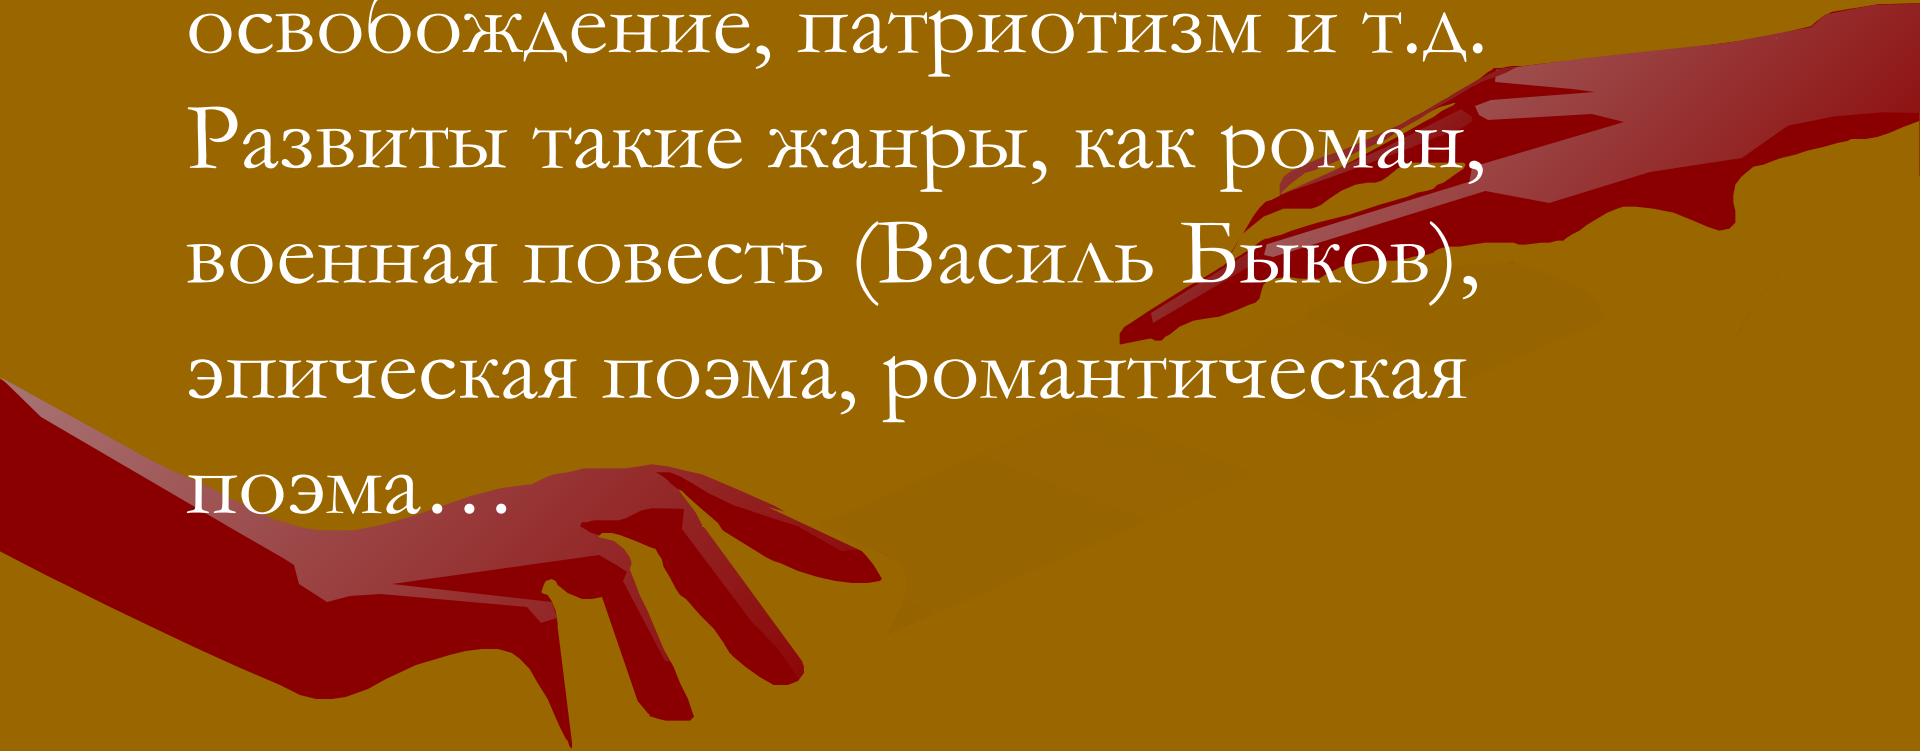 освобождение, патриотизм и т.д.
Развиты такие жанры, как роман,
военная повесть (Василь Быков),
эпическая поэма, романтическая
поэма…